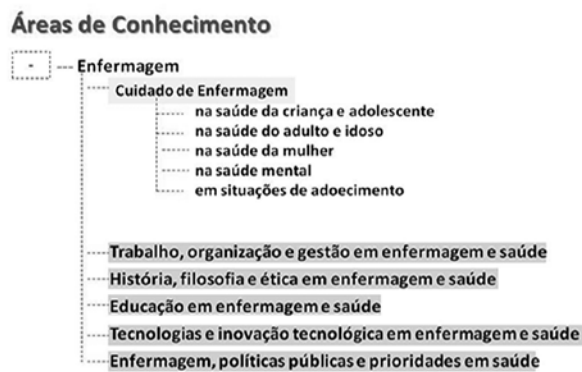 Áreas de Conhecimento
- Enfermagem
Cuidado de Enfermagem
na saúde da criança e adolescente
na saúde do adulto e idoso
na saúde da mulher
na saúde mental
em situações de adoecimento
Trabalho, organização e gestão em enfermagem e saúde
História, filosofia e ética em enfermagem e saúde
Educação em enfermagem e saúde
Tecnologias e inovação tecnológica em enfermagem e saúde
Enfermagem, políticas públicas e prioridades em saúde